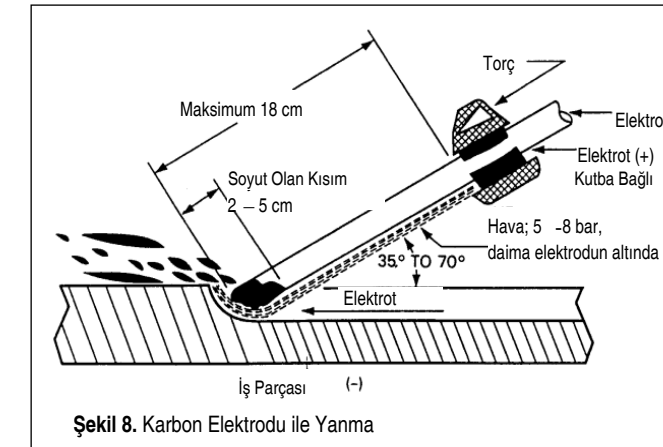 Torç
Maksimum 18 cm
Elektro
Elektrot (+)
Kutba Bağlı
Soyut Olan Kısım
2 – 5 cm
Hava; 5 -8 bar,
daima elektrodun altında
35° TO 70°
Elektrot
İş Parçası (-)
Şekil 8. Karbon Elektrodu ile Yanma